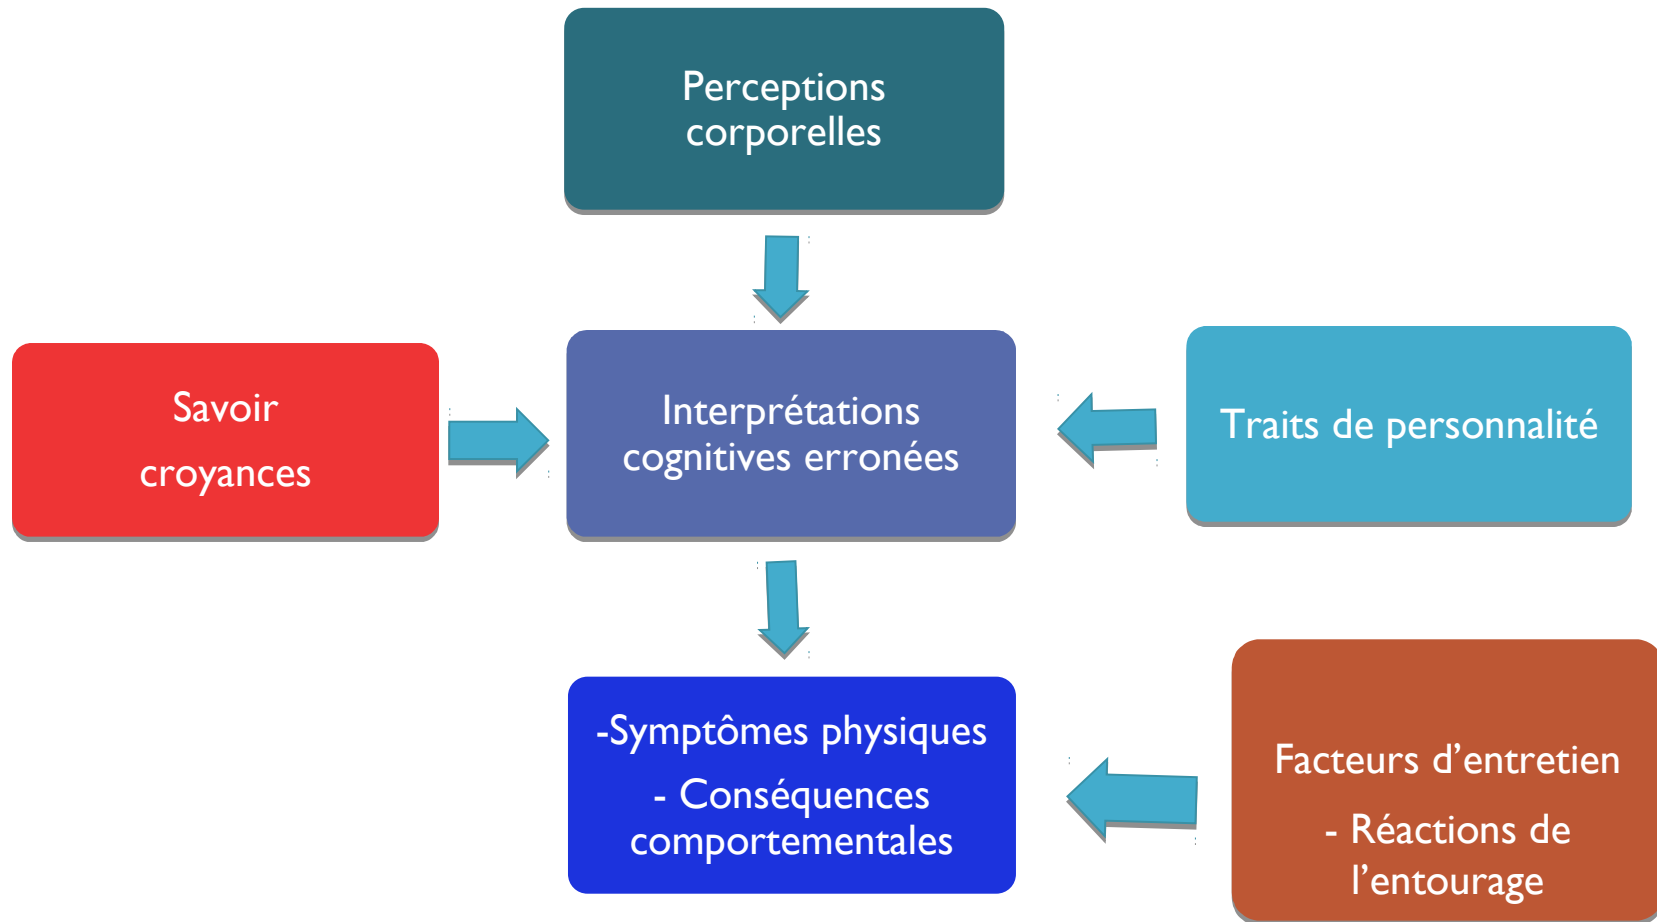 Perceptions
corporelles
Savoir
croyances
Interprétations
cognitives erronées
Traits de personnalité
-Symptômes physiques
- Conséquences
comportementales
Facteurs d’entretien
- Réactions de
l’entourage